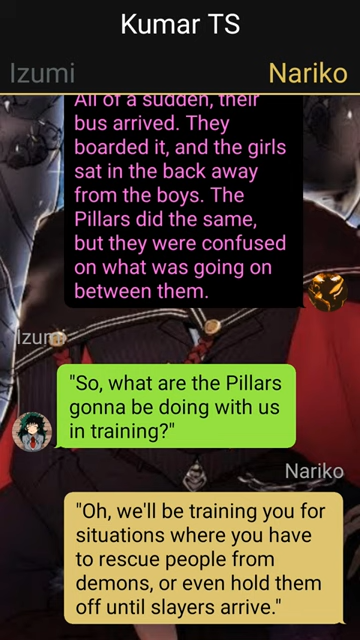 Kumar TS
Izumi
Nariko
All of a sudden, their
bus arrived. They
boarded it, and the girls
sat in the back away
from the boys. The
Pillars did the same,
but they were confused
on what was going on
between them.
Izumi
"So, what are the Pillars
gonna be doing with us
in training?"
Nariko
"Oh, we'll be training you for
situations where you have
to rescue people from
demons, or even hold them
off until slayers arrive."